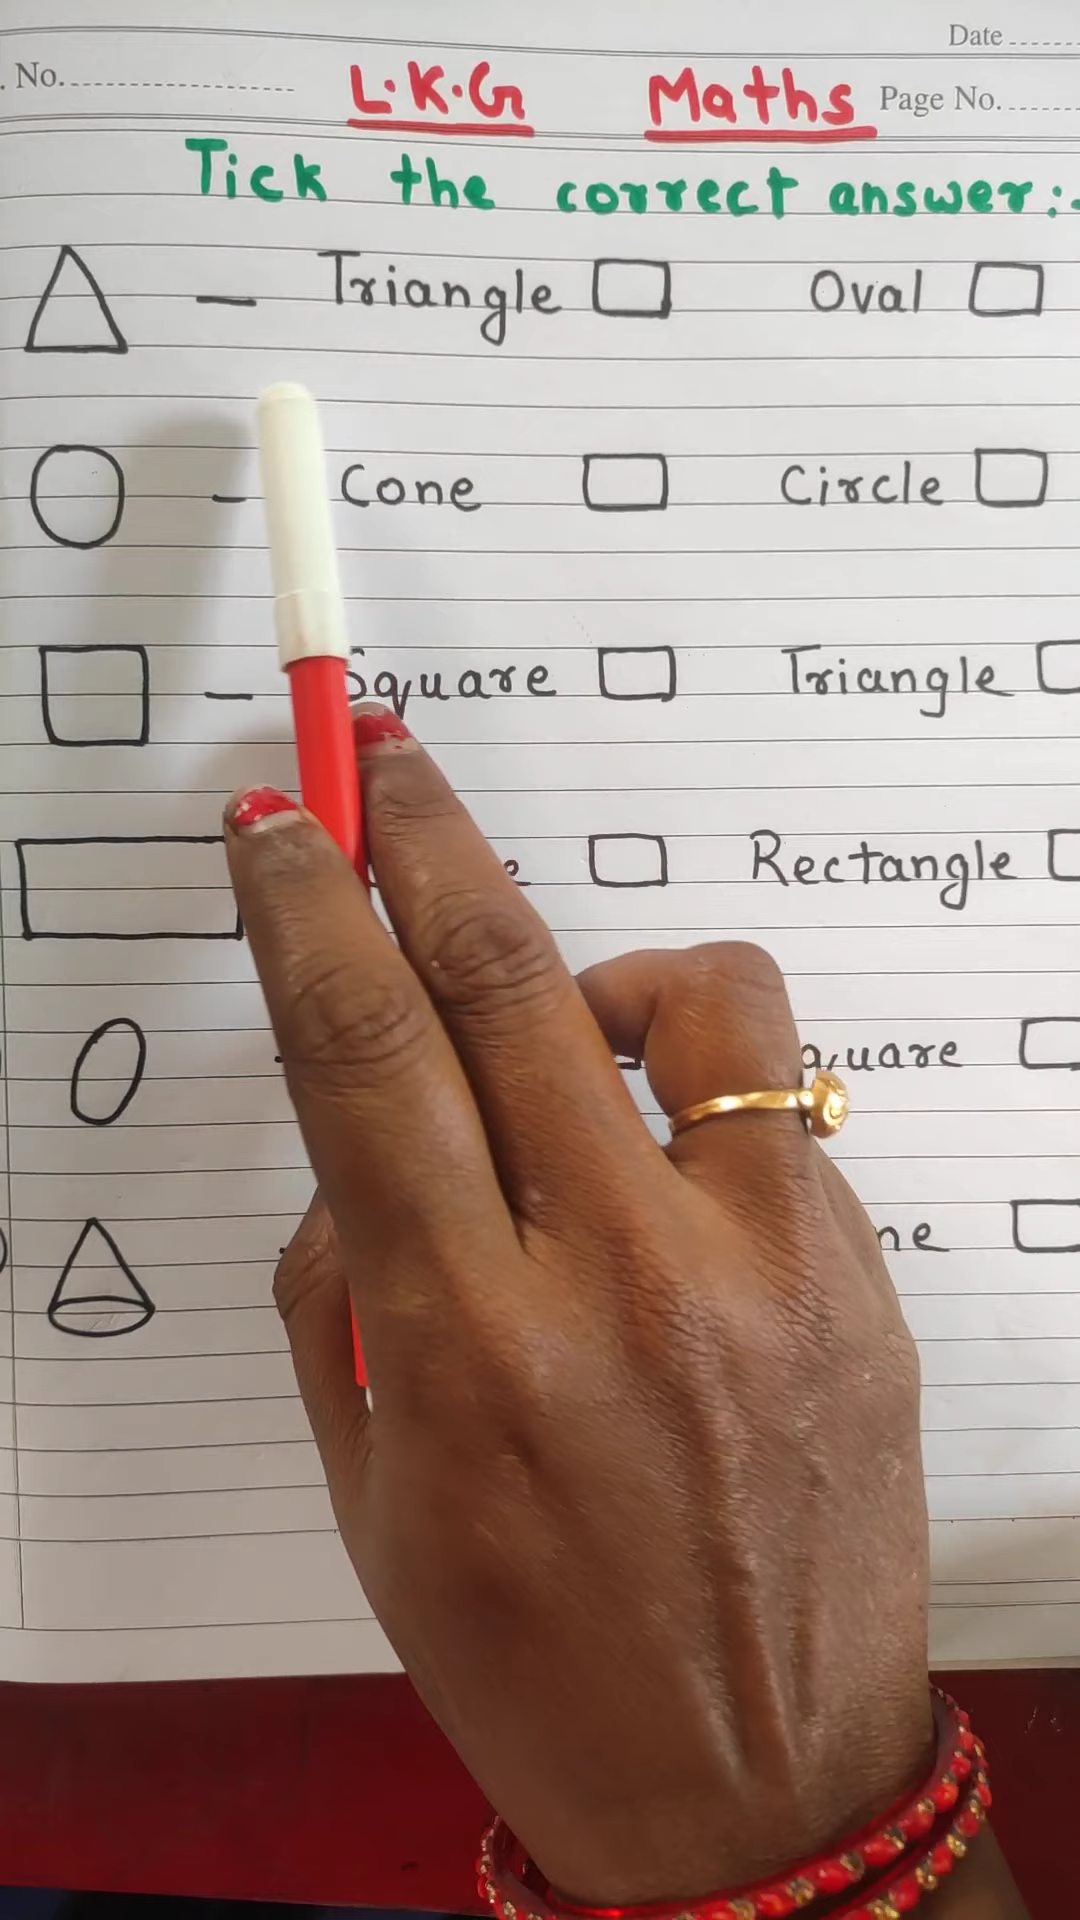 Date
. No.
L.K.G Maths Page No.
Tick the correct answer:-
– Triangle Oval
– Cone Circle
– Square Triangle
Rectangle